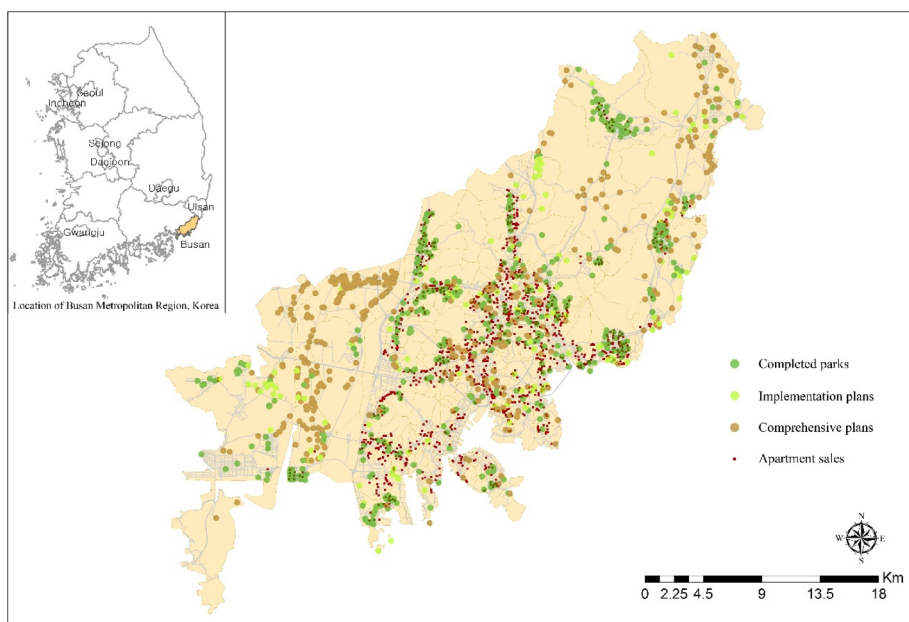 Seoul
Incheon
Sejong
Daejeon
Daegu
Ulsan
Gwangju
Busan
Location of Busan Metropolitan Region, Korea
Completed parks
Implementation plans
Comprehensive plans
Apartment sales
N
W E
S
Km
0 2.25 4.5 9 13.5 18